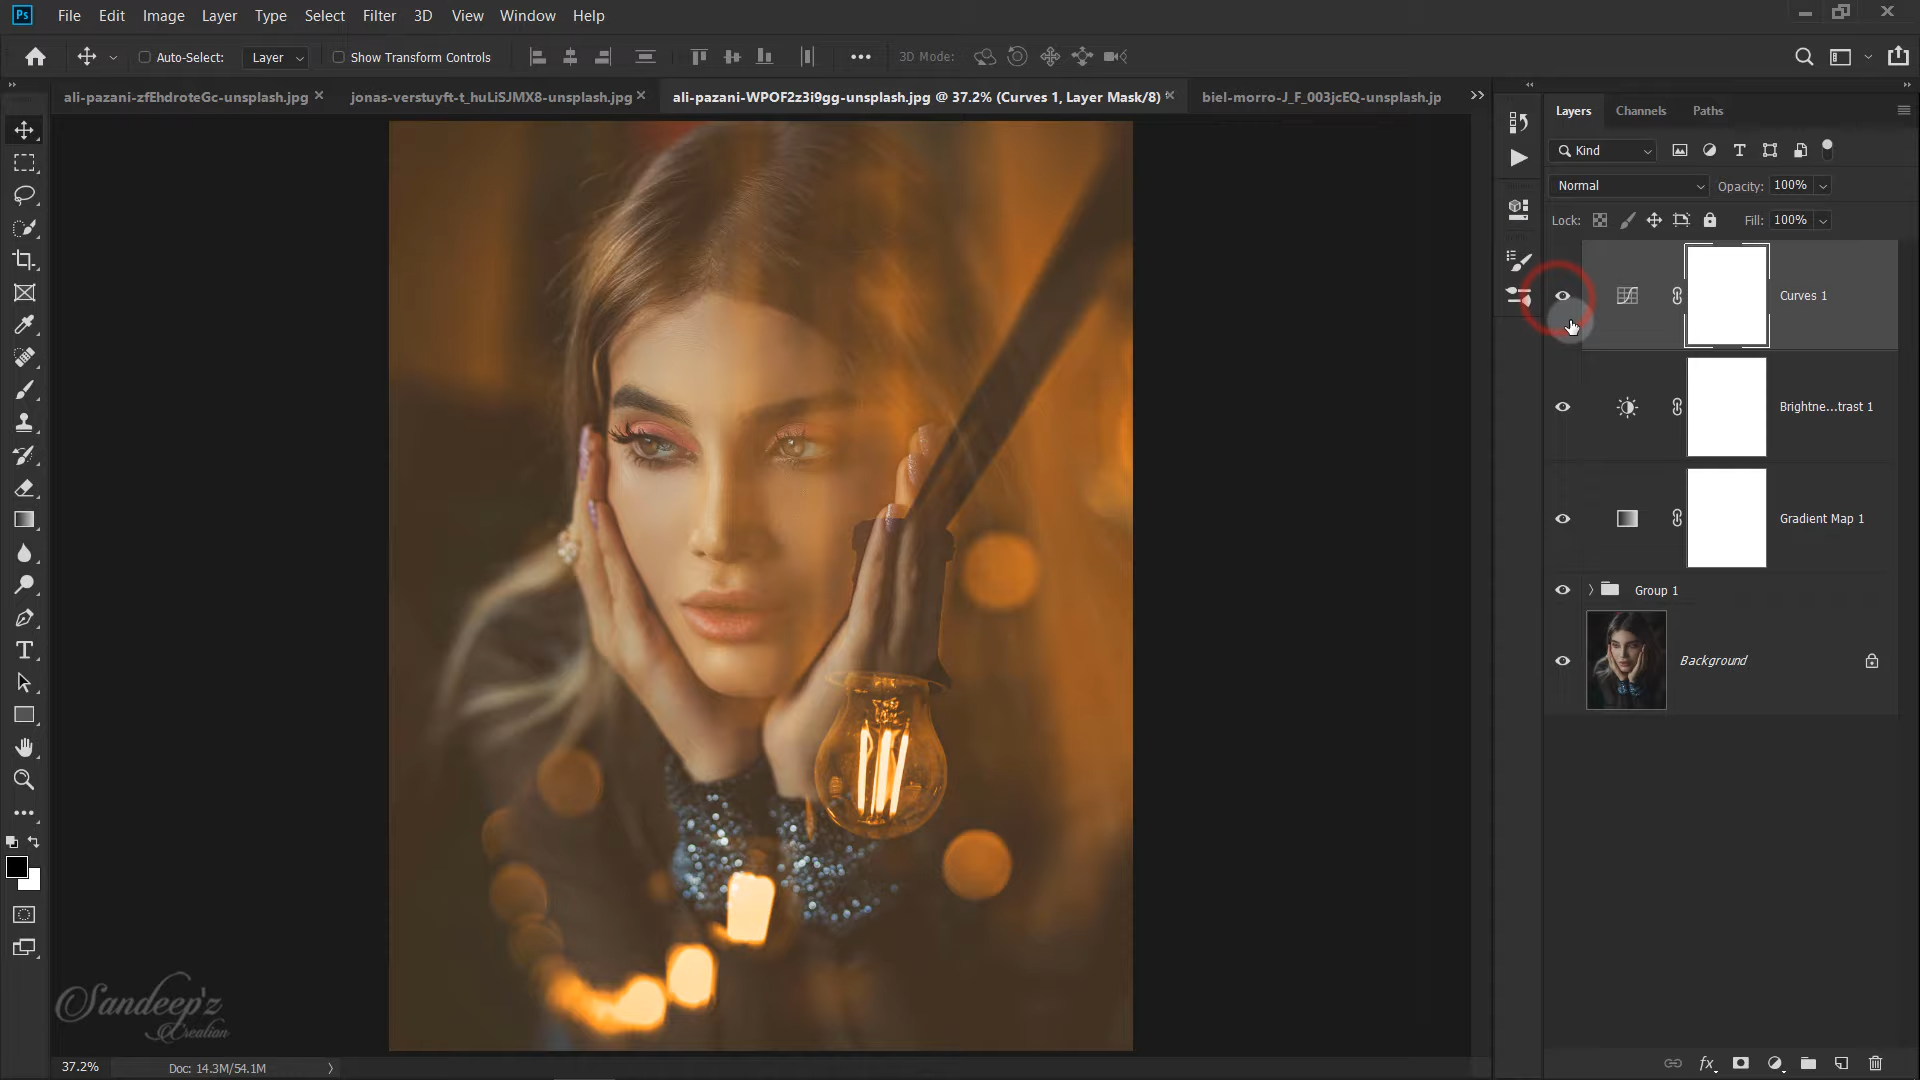 Ps File Edit Image Layer Type Select Filter 3D View Window Help
Auto-Select: Layer Show Transform Controls 3D Mode:
ali-pazani-zfEhdroteGc-unsplash.jpg jonas-verstuyft-t_huLiSJMX8-unsplash.jpg ali-pazani-WPOF2z3i9gg-unsplash.jpg @ 37.2% (Curves 1, Layer Mask/8) biel-morro-J_F_003jcEQ-unsplash.jp
Layers Channels Paths
Kind
Normal Opacity: 100%
Lock: Fill: 100%
Curves 1
Brightne...trast 1
Gradient Map 1
Group 1
Background
Sandeep'z
Creation
37.2% Doc: 14.3M/54.1M